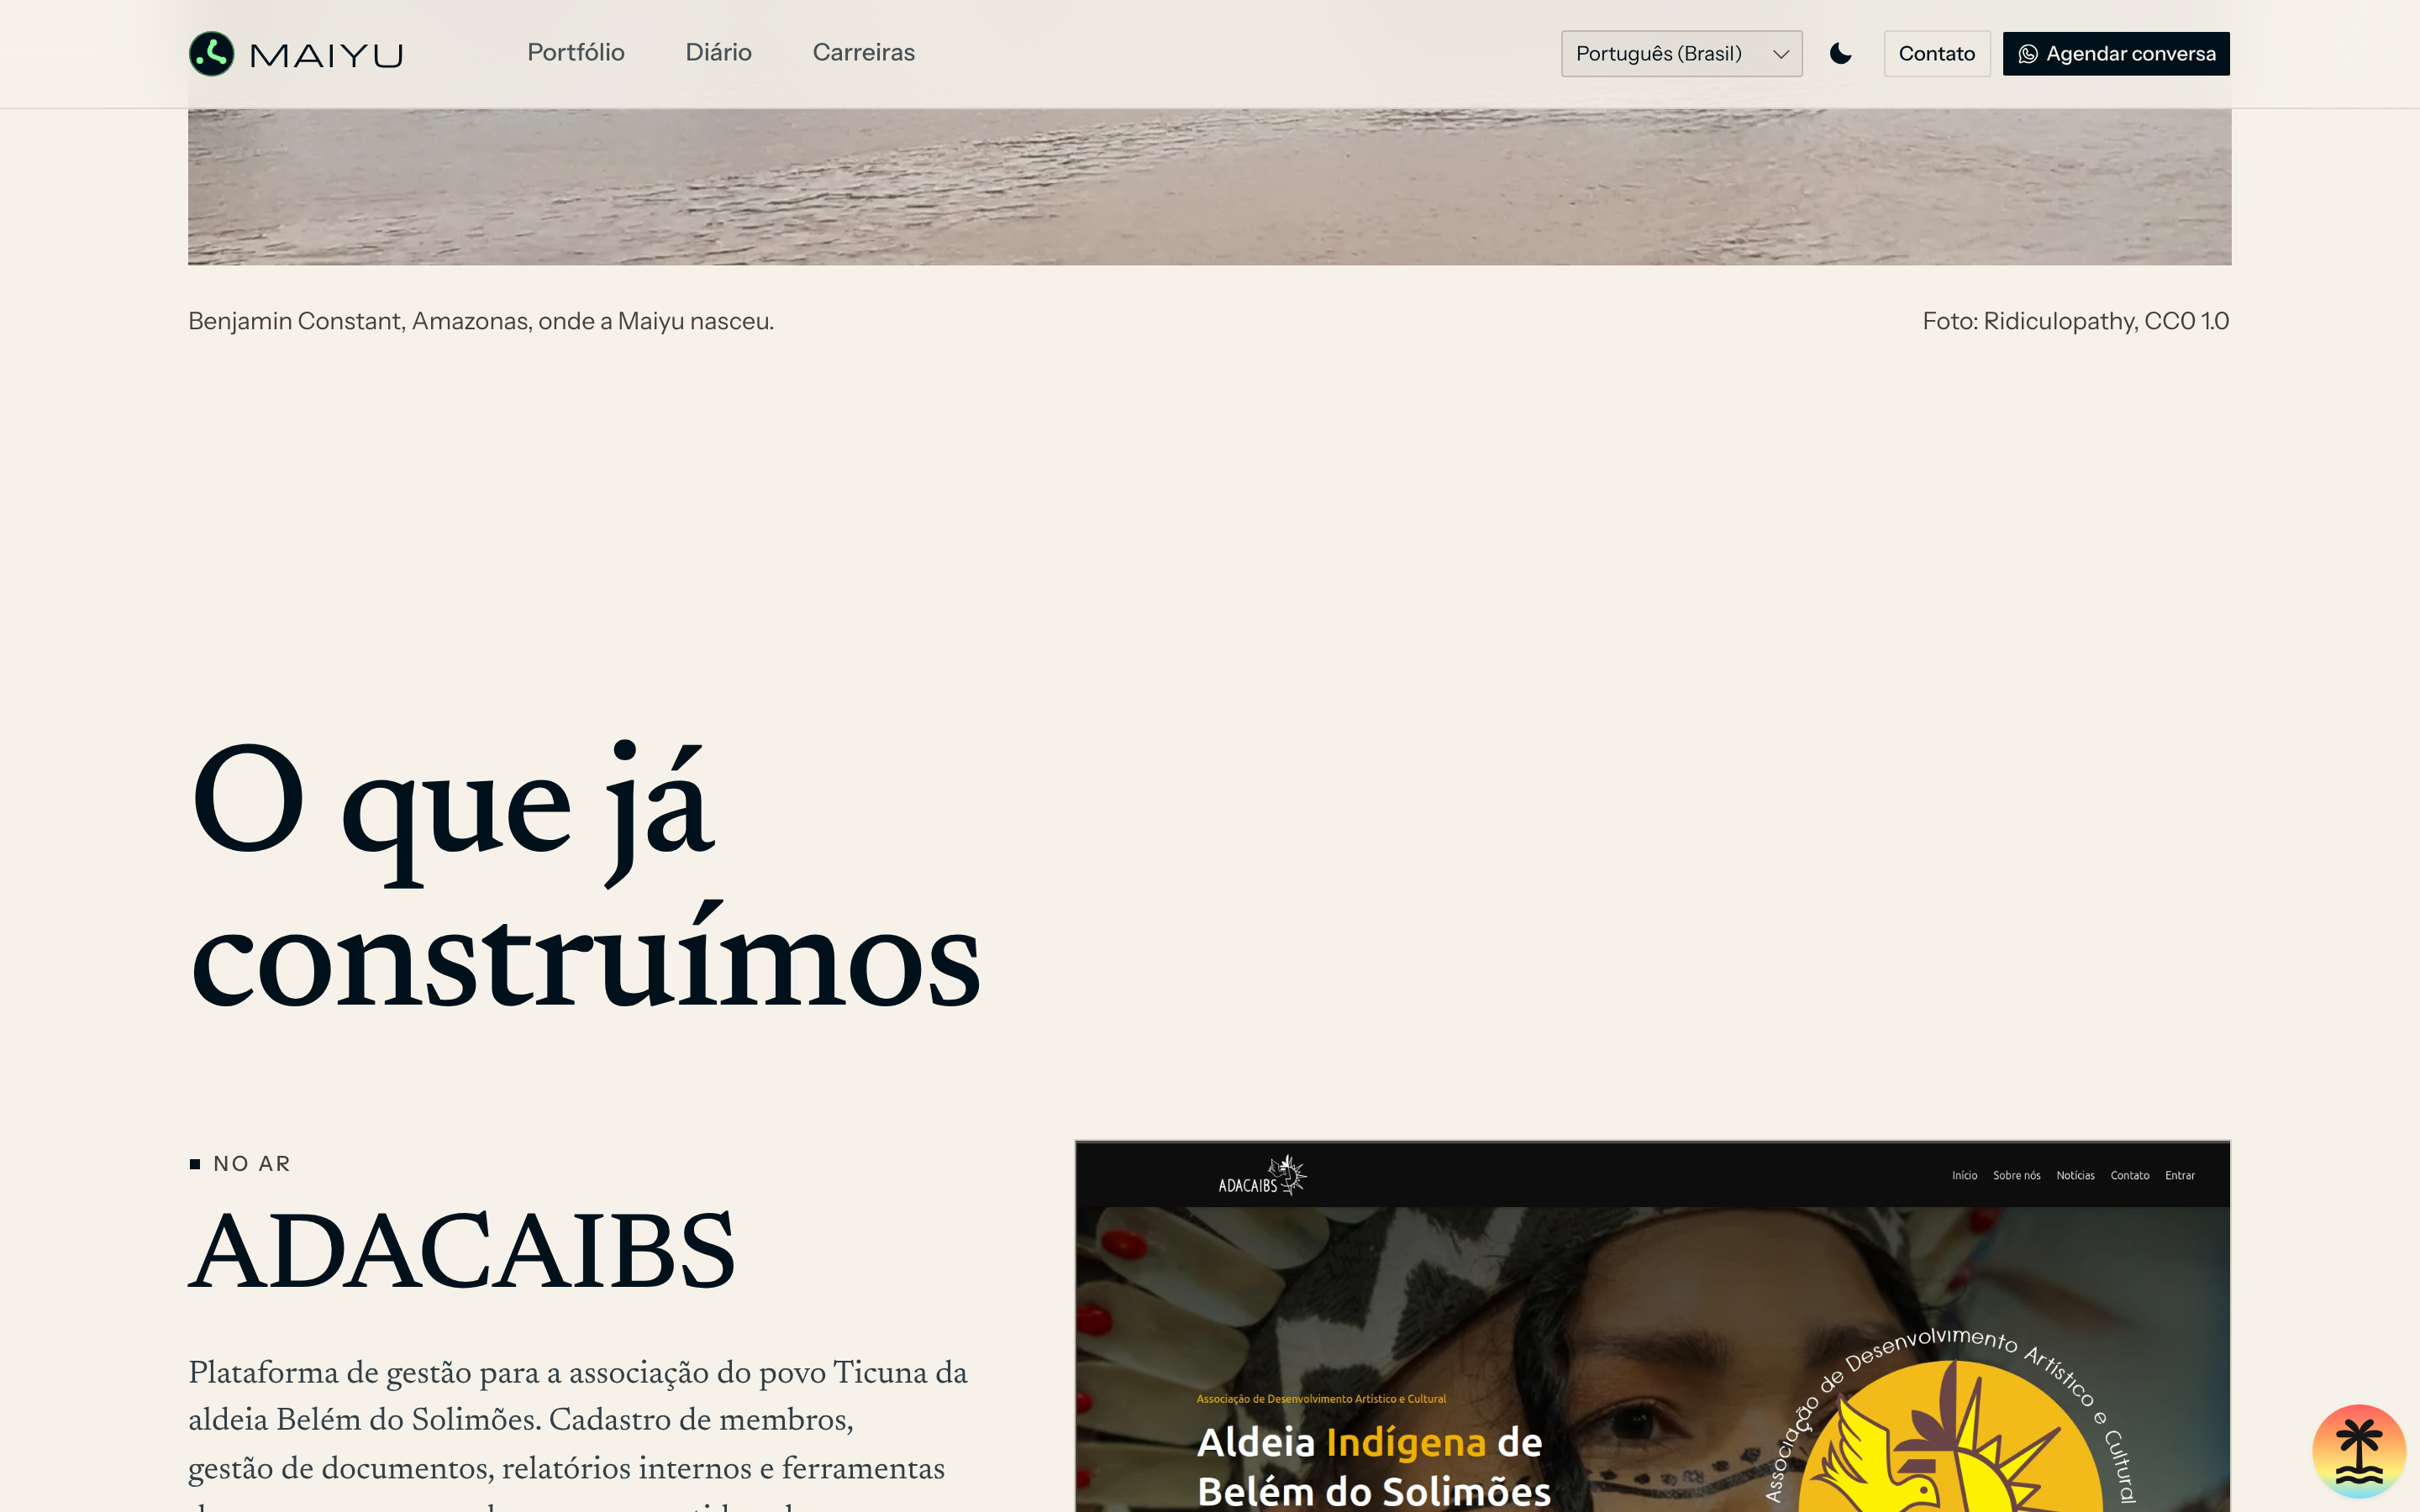 MAIYU
Portfólio
Diário
Carreiras
Português (Brasil)
Contato
Agendar conversa
Benjamin Constant, Amazonas, onde a Maiyu nasceu.
Foto: Ridiculopathy, CC0 1.0
O que já
construímos
NO AR
ADACAIBS
Plataforma de gestão para a associação do povo Ticuna da
aldeia Belém do Solimões. Cadastro de membros,
gestão de documentos, relatórios internos e ferramentas
ADACAIBS
Início
Sobre nós
Notícias
Contato
Entrar
Associação de Desenvolvimento Artístico e Cultural
Aldeia Indígena de
Belém do Solimões
Associação de Desenvolvimento Artístico e Cultural